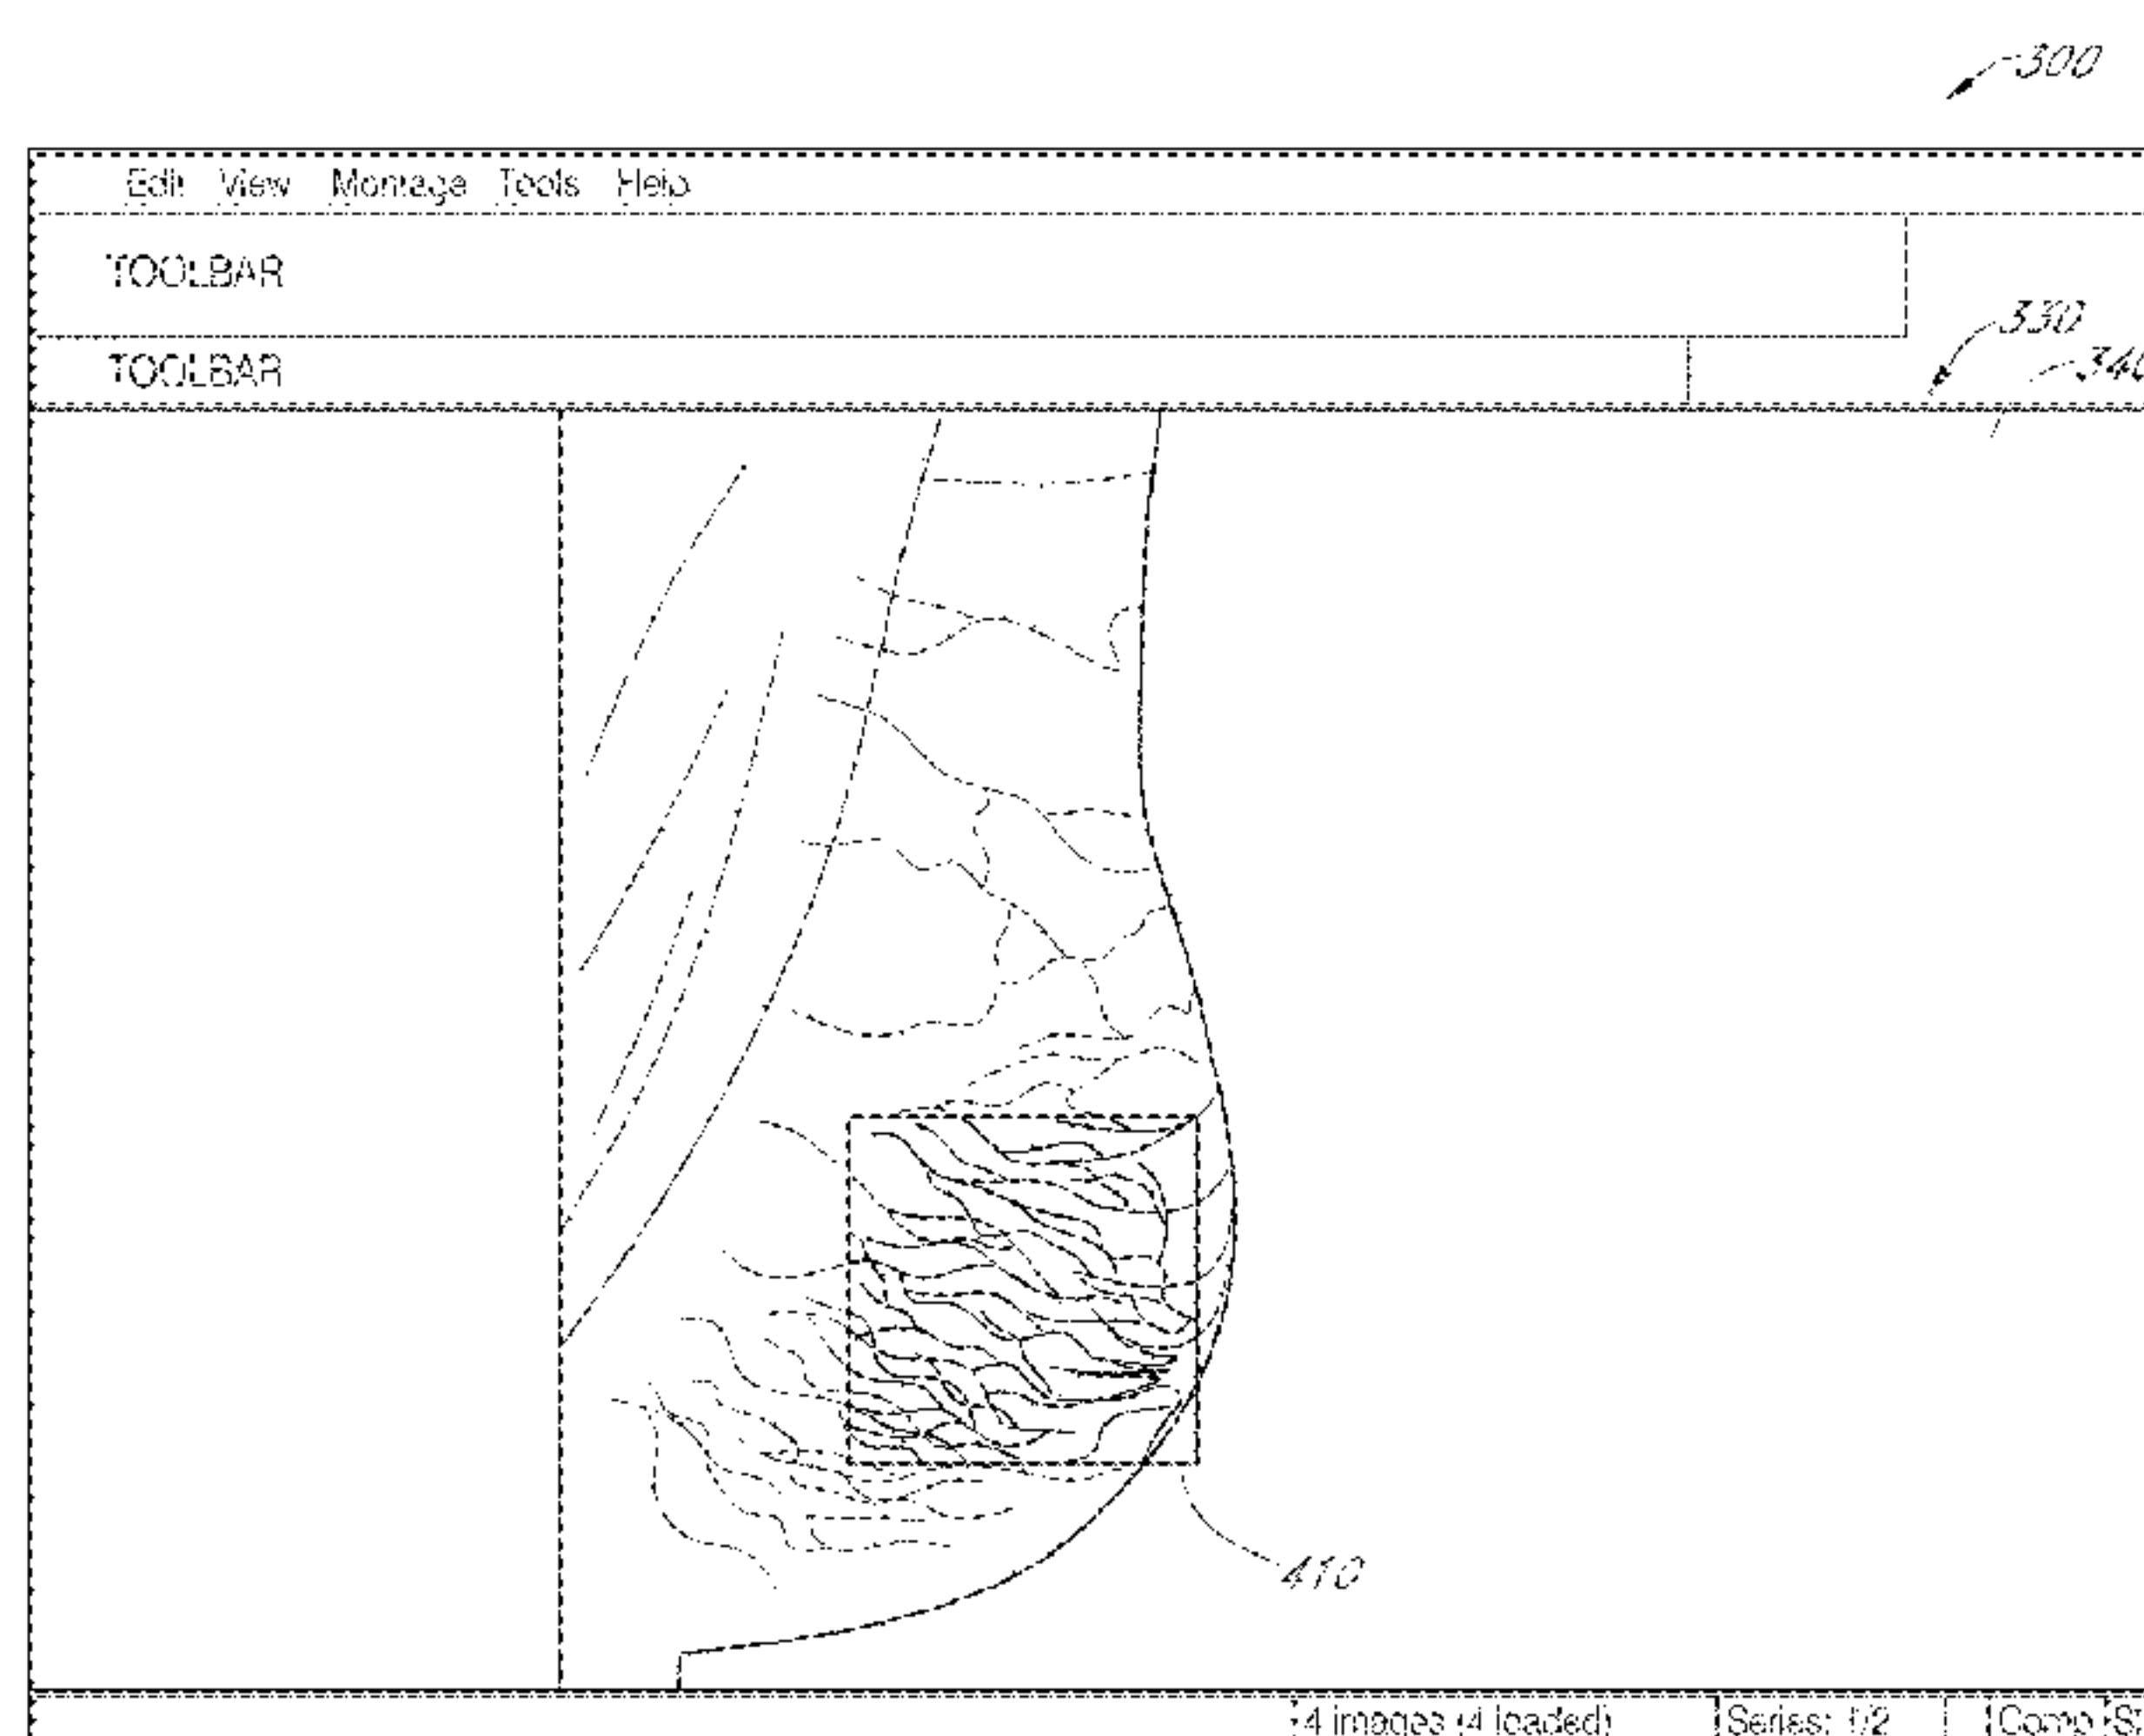 300
Edit View Montage Tools Help
TOOLBAR
330
TOOLBAR
410
4 images (4 loaded) Series: 1/2